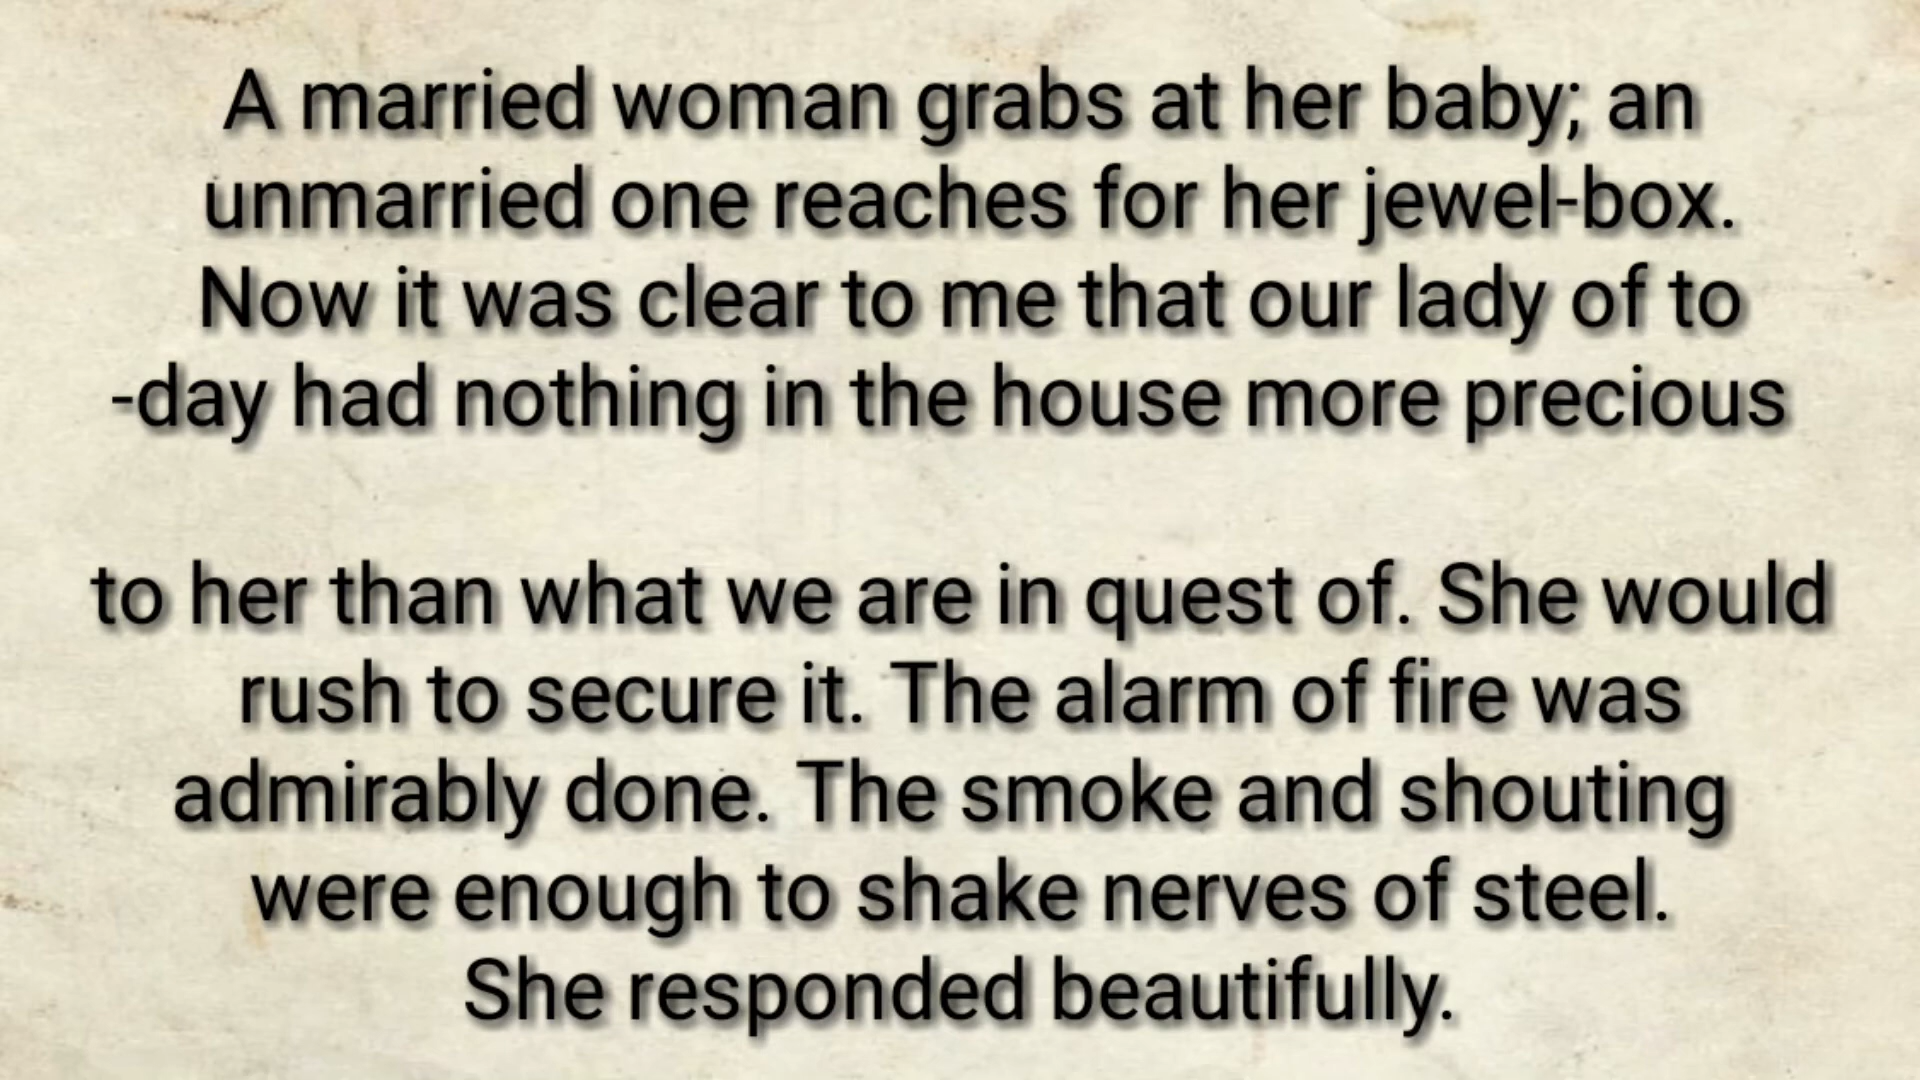 A married woman grabs at her baby; an
unmarried one reaches for her jewel-box.
Now it was clear to me that our lady of to
-day had nothing in the house more precious
to her than what we are in quest of. She would
rush to secure it. The alarm of fire was
admirably done. The smoke and shouting
were enough to shake nerves of steel.
She responded beautifully.